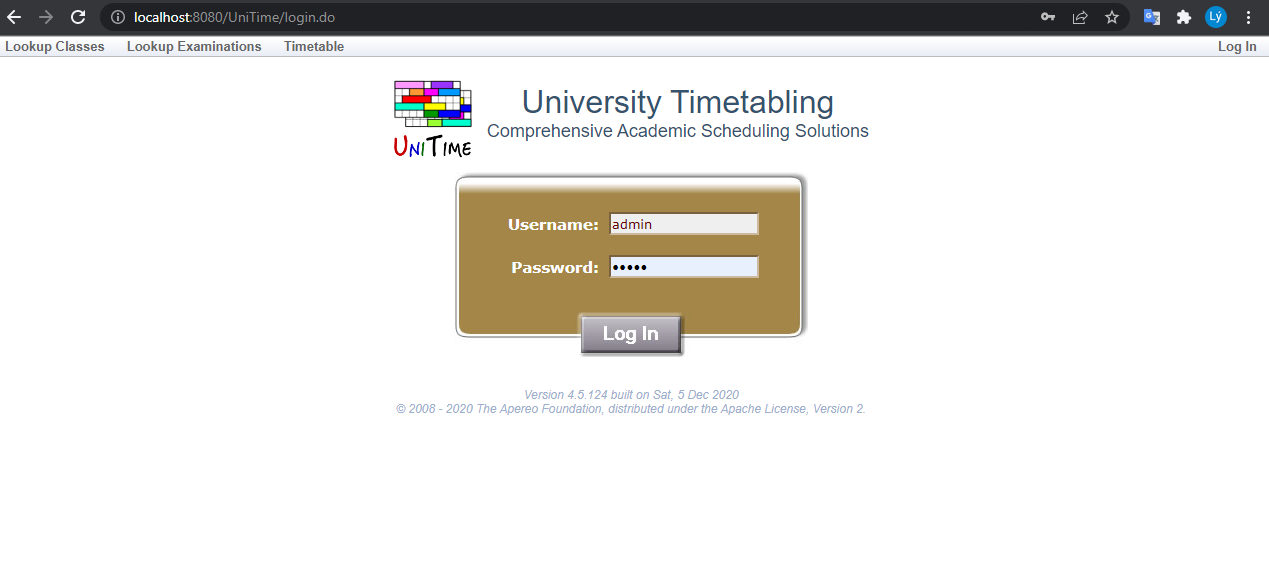 localhost:8080/UniTime/login.do
Lý
Lookup Classes Lookup Examinations Timetable Log In
University Timetabling
Comprehensive Academic Scheduling Solutions
UniTime
Username: admin
Password: •••••
Log In
Version 4.5.124 built on Sat, 5 Dec 2020
© 2008 - 2020 The Apereo Foundation, distributed under the Apache License, Version 2.